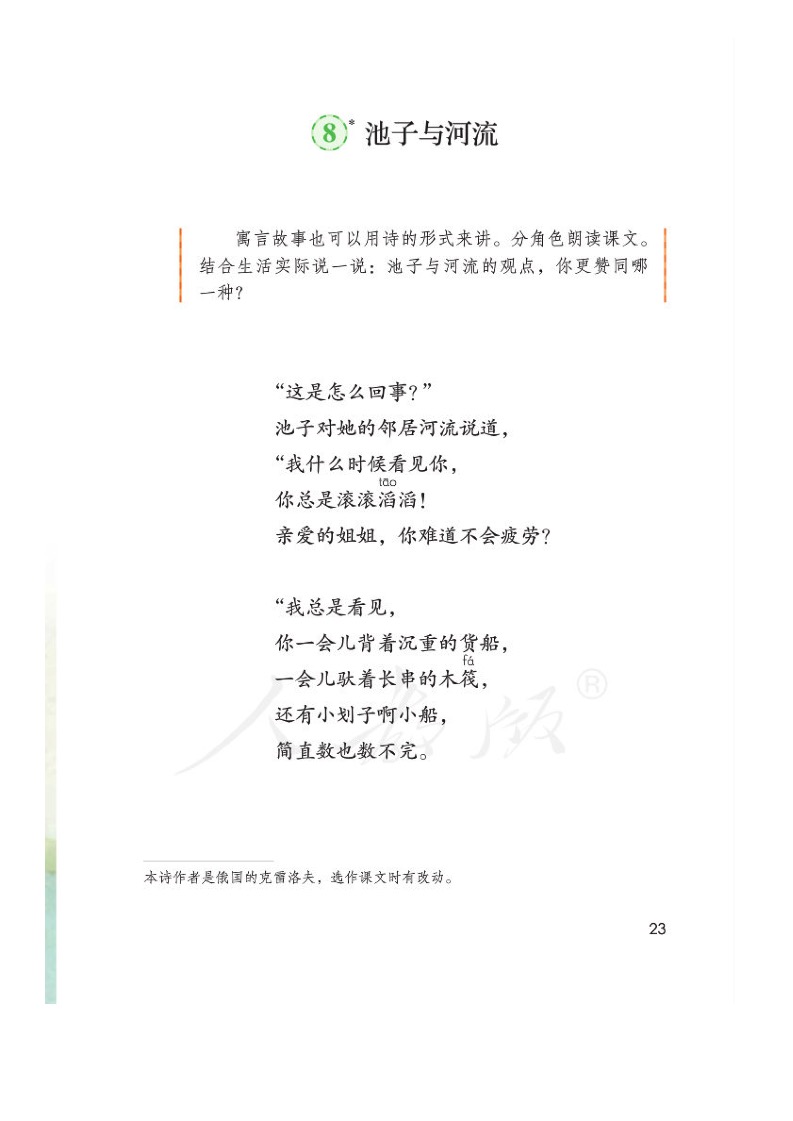 8* 池子与河流
寓言故事也可以用诗的形式来讲。分角色朗读课文。
结合生活实际说一说：池子与河流的观点，你更赞同哪
一种？
“这是怎么回事？”
池子对她的邻居河流说道，
“我什么时候看见你，
tāo
你总是滚滚滔滔！
亲爱的姐姐，你难道不会疲劳？
“我总是看见，
你一会儿背着沉重的货船，
fá
一会儿驮着长串的木筏，
还有小划子啊小船，
简直数也数不完。
人教版®
本诗作者是俄国的克雷洛夫，选作课文时有改动。
23